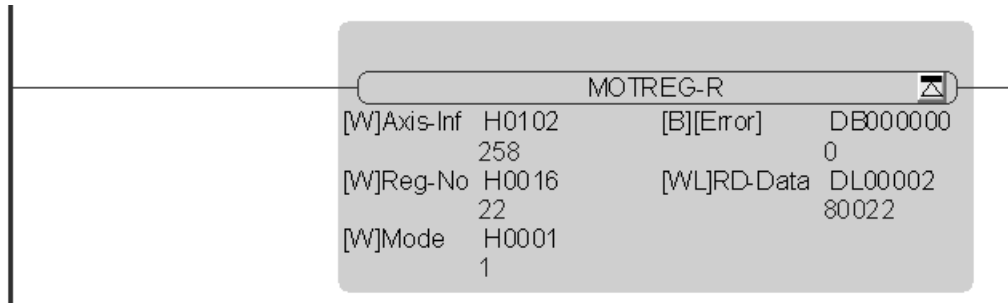 MOTREG-R
[W]Axis-Inf H0102 [B][Error] DB000000
258 0
[W]Reg-No H0016 [WL]RD-Data DL00002
22 80022
[W]Mode H0001
1